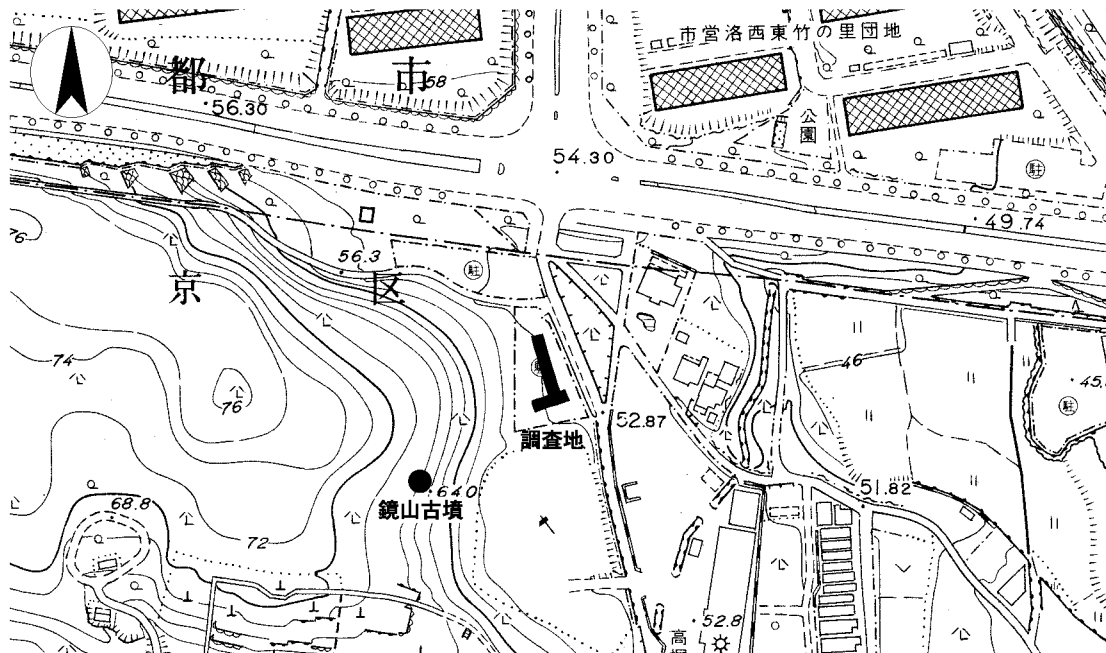 市営洛西東竹の里団地
都 市
58
56.30
公園
54.30
駐
49.74
76
56.3
駐
京 区
74
46
45.
76
駐
52.87
調査地
64.0
51.82
68.8
鏡山古墳
72
52.8
高